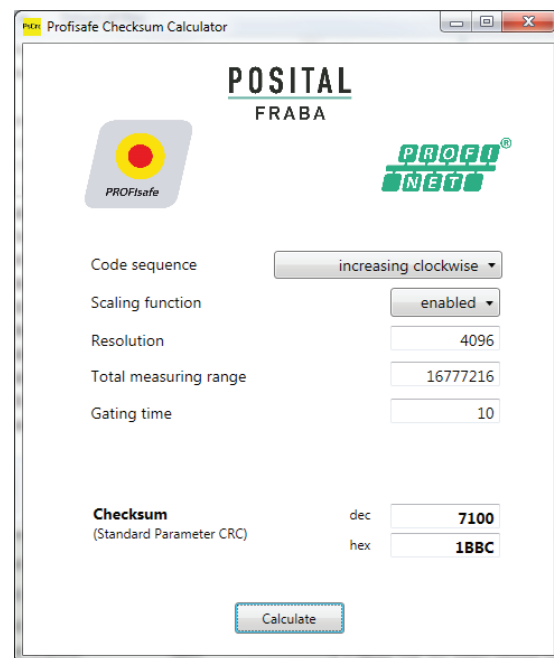 PsCrc Profisafe Checksum Calculator
POSITAL
FRABA
PROFIsafe
PROFI®
NET
Code sequence increasing clockwise
Scaling function enabled
Resolution 4096
Total measuring range 16777216
Gating time 10
Checksum dec 7100
(Standard Parameter CRC)
hex 1BBC
Calculate